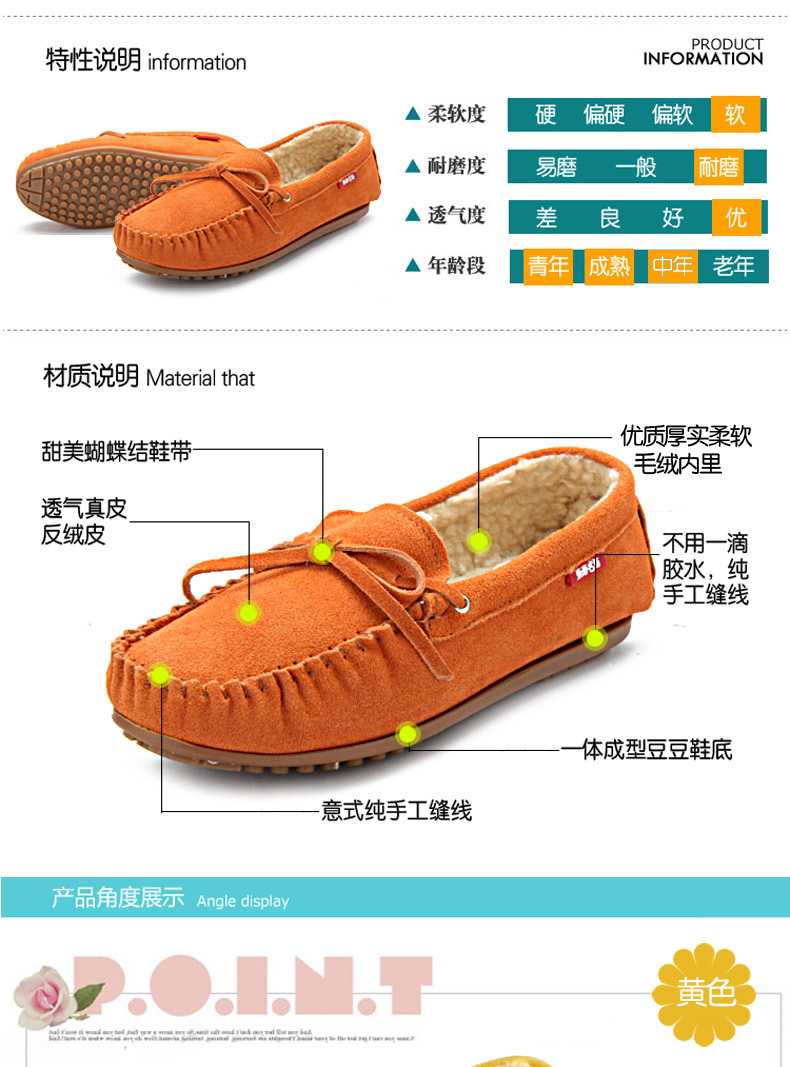 特性说明 information
PRODUCT
INFORMATION
▲ 柔软度 硬 偏硬 偏软 软
▲ 耐磨度 易磨 一般 耐磨
▲ 透气度 差 良 好 优
▲ 年龄段 青年 成熟 中年 老年
材质说明 Material that
甜美蝴蝶结鞋带
优质厚实柔软
毛绒内里
透气真皮
反绒皮
不用一滴
胶水，纯
手工缝线
一体成型豆豆鞋底
意式纯手工缝线
产品角度展示 Angle display
P.O.I.N.T
黄色